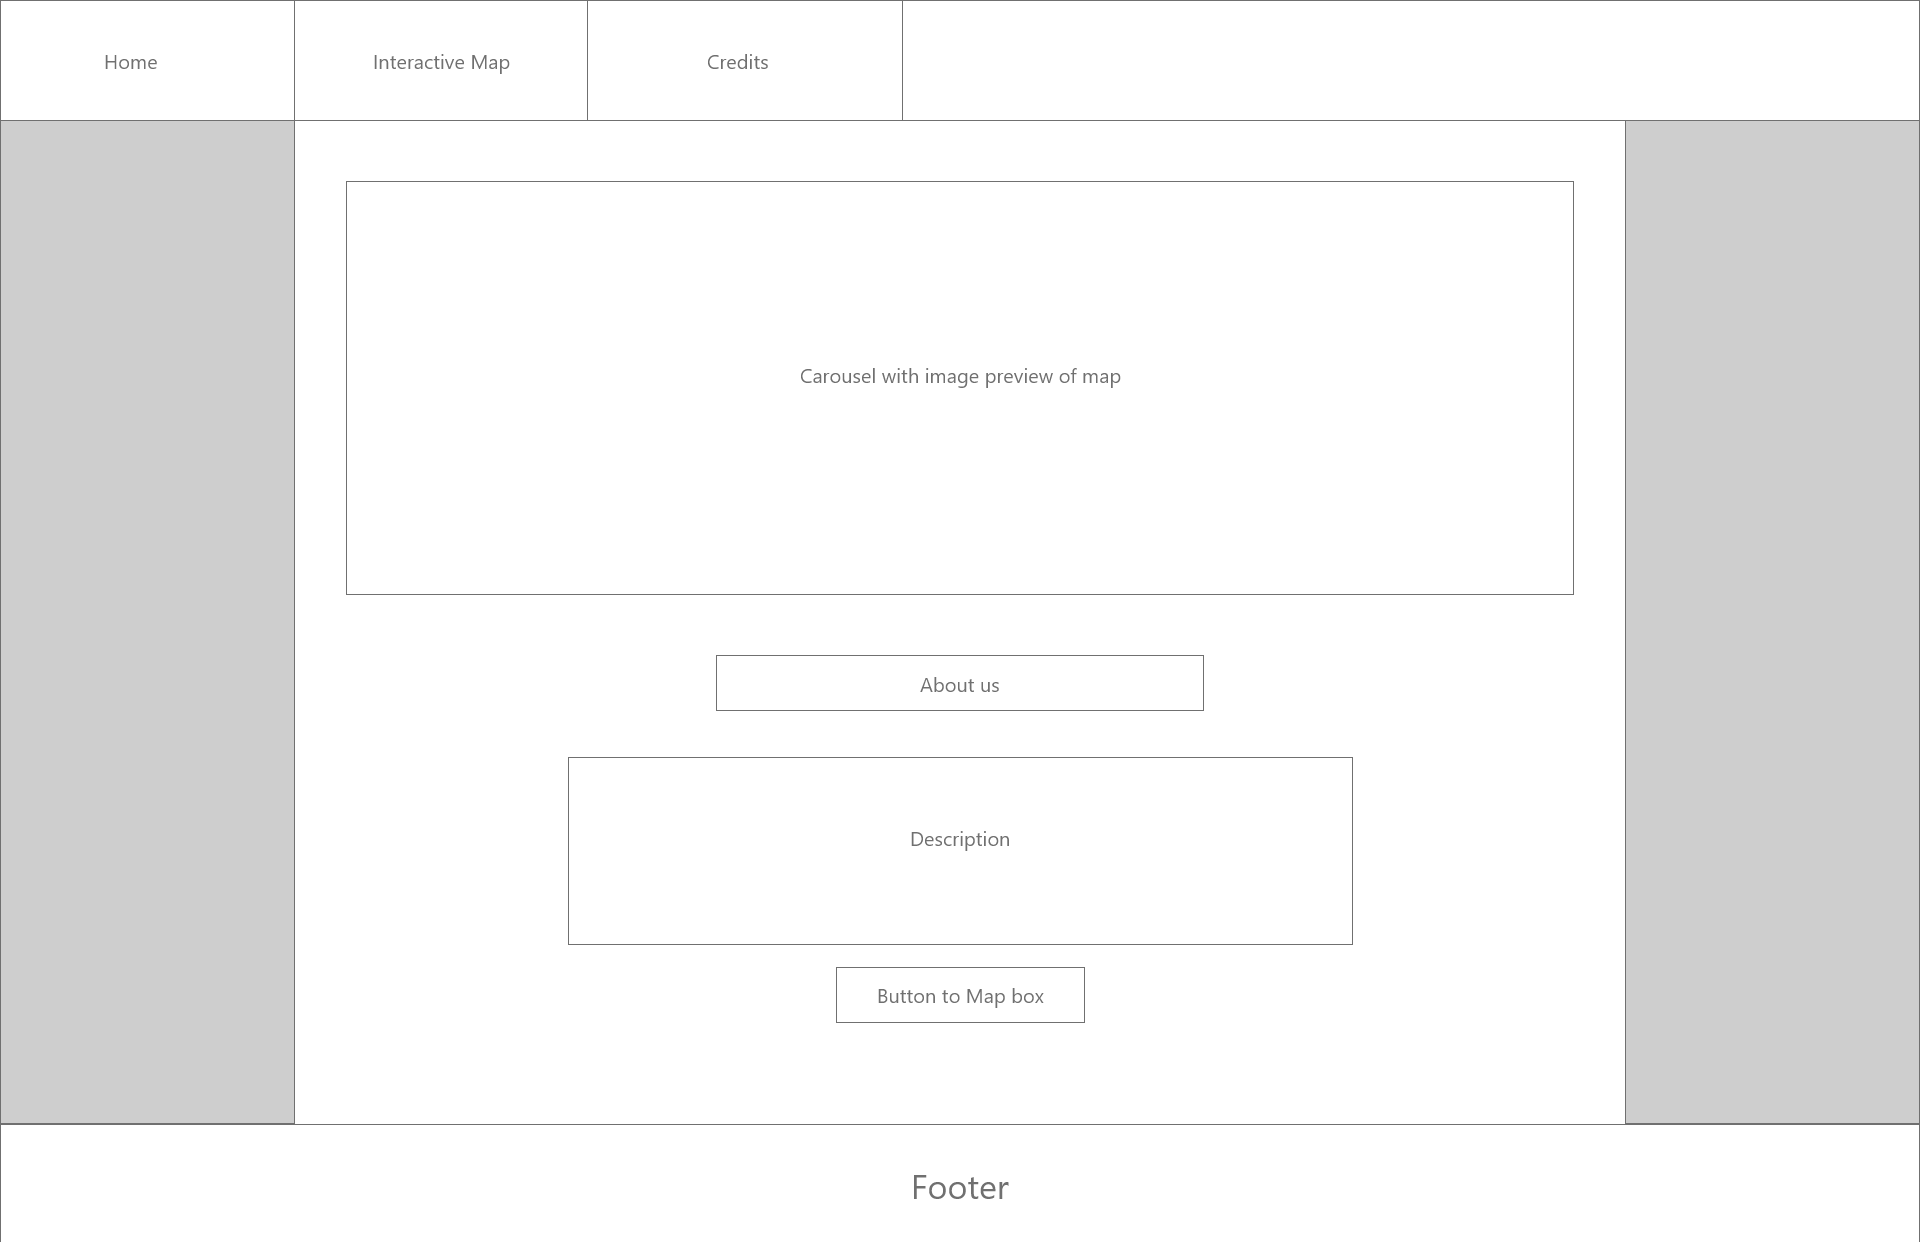 Home
Interactive Map
Credits
Carousel with image preview of map
About us
Description
Button to Map box
Footer